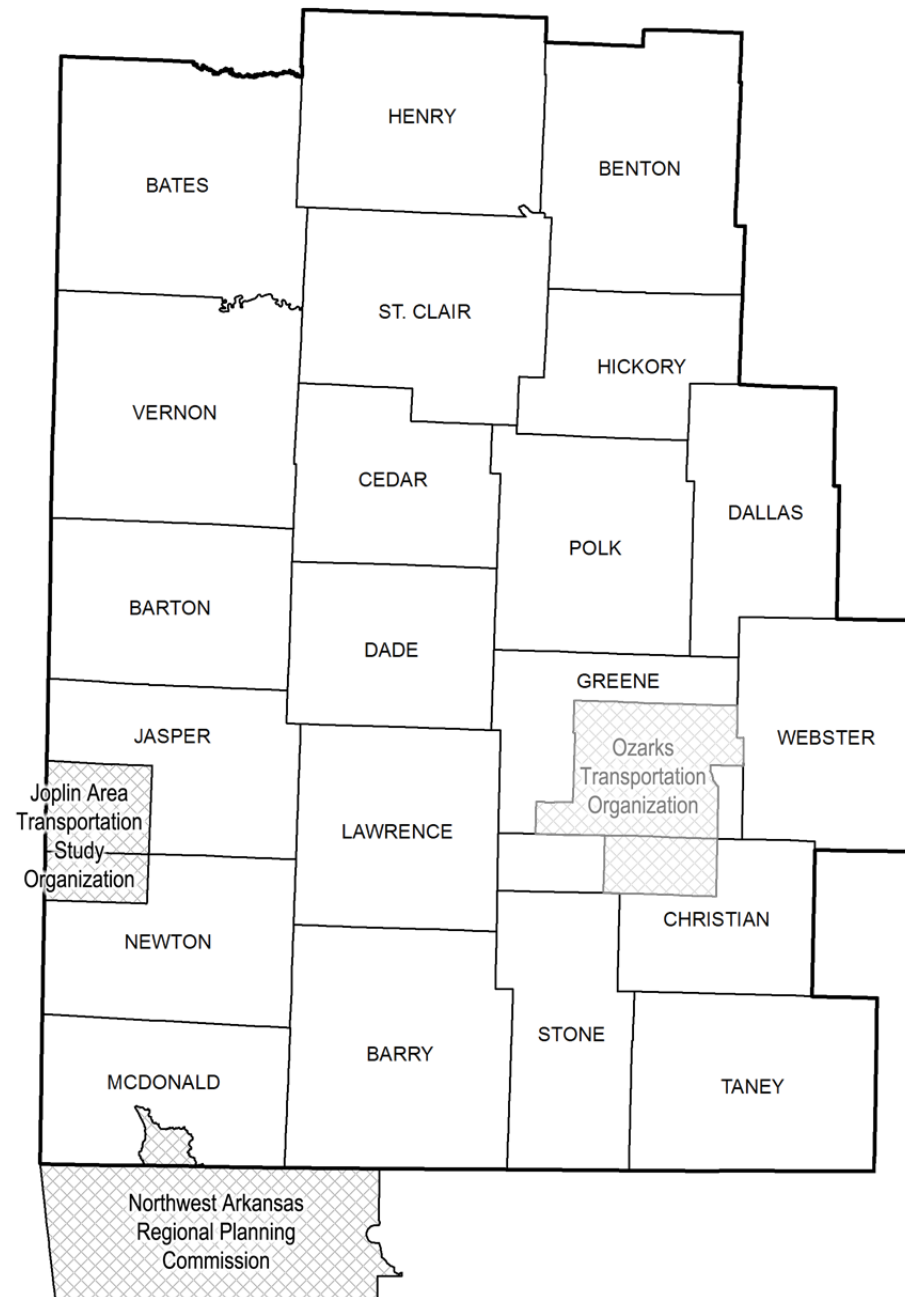 HENRY
BENTON
BATES
ST. CLAIR
HICKORY
VERNON
CEDAR
DALLAS
POLK
BARTON
DADE
GREENE
JASPER
WEBSTER
Ozarks
Transportation
Organization
Joplin Area
Transportation
Study
Organization
LAWRENCE
CHRISTIAN
NEWTON
STONE
BARRY
MCDONALD
TANEY
Northwest Arkansas
Regional Planning
Commission